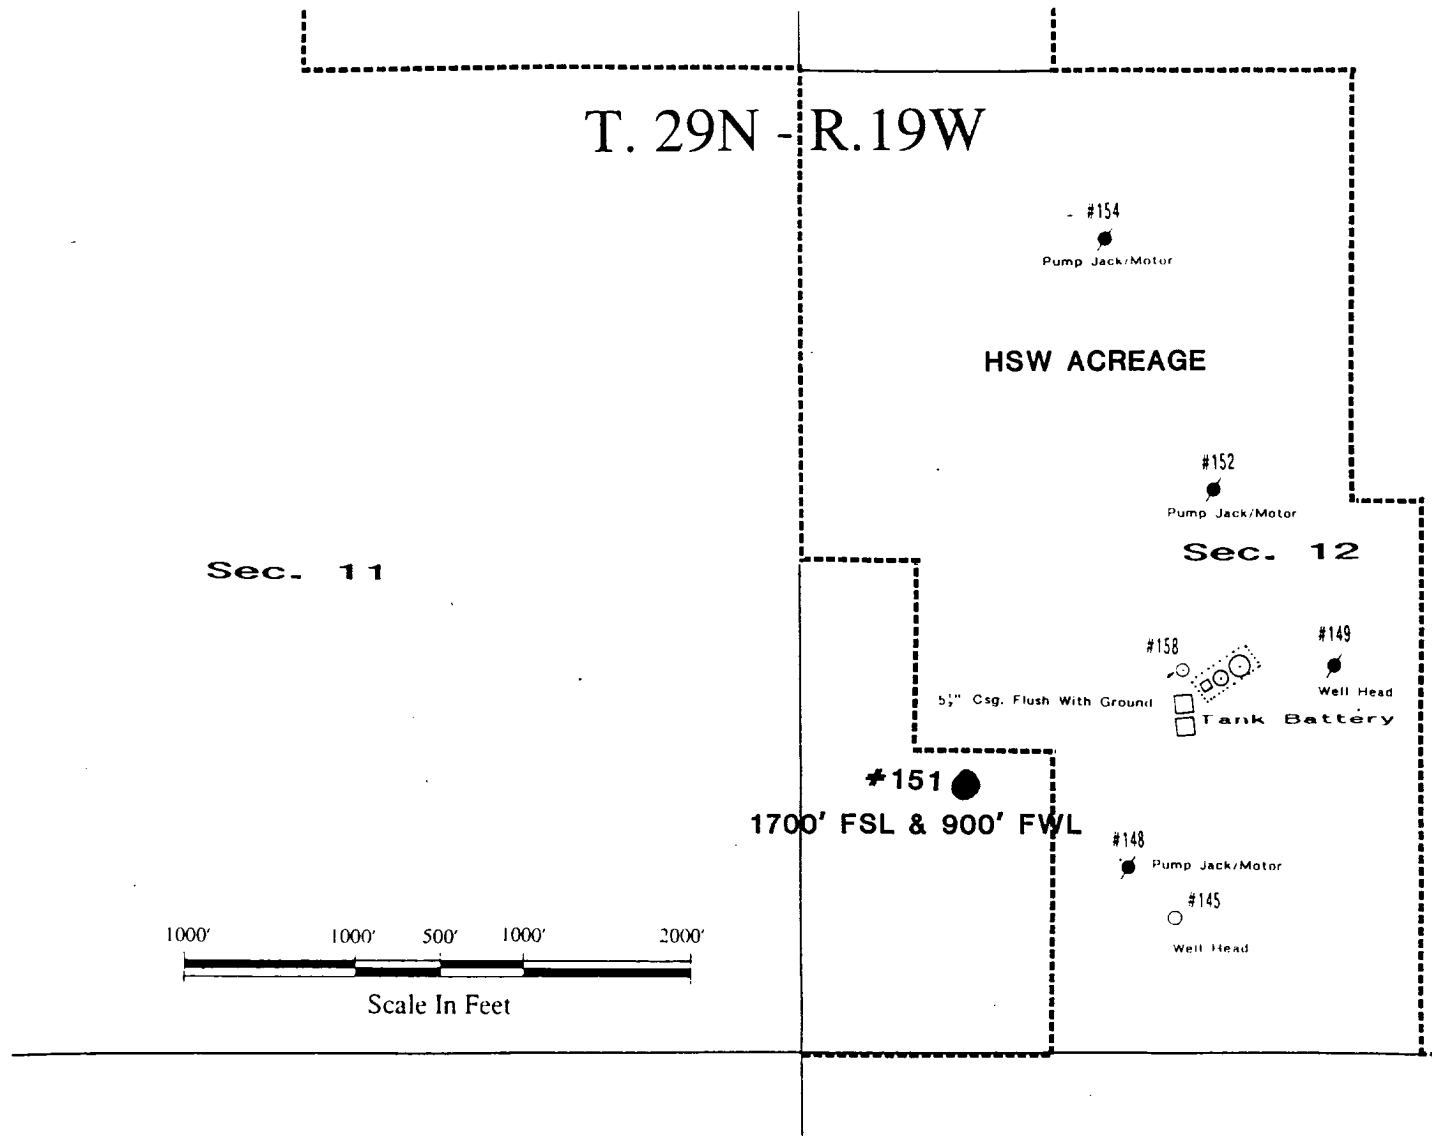 T. 29N - R.19W
#154
Pump Jack/Motor
HSW ACREAGE
#152
Pump Jack/Motor
Sec. 12
Sec. 11
#158
#149
Well Head
5½" Csg. Flush With Ground
Tank Battery
#151
1700' FSL & 900' FWL
#148
Pump Jack/Motor
#145
Well Head
1000' 1000' 500' 1000' 2000'
Scale In Feet